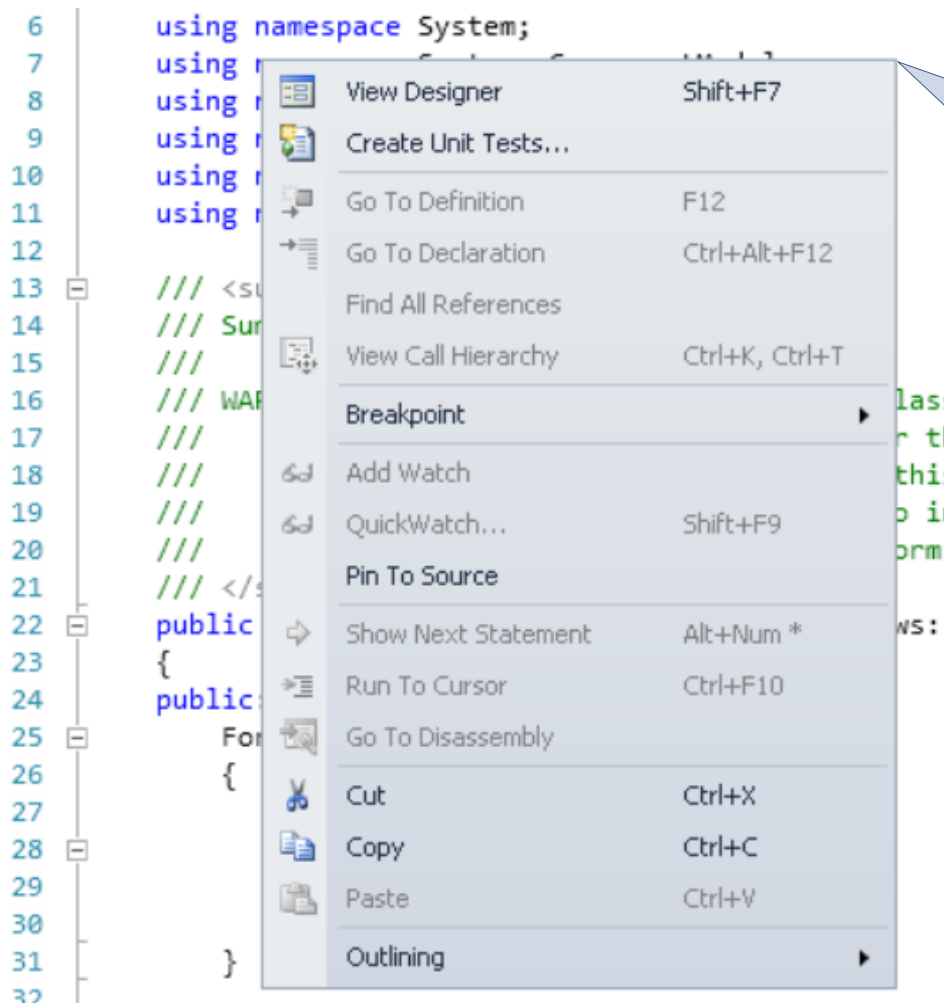 6 using namespace System;
7 using
8 using
9 using
10 using
11 using
12
13 ///
14 ///
15 ///
16 ///
17 ///
18 ///
19 ///
20 ///
21 ///
22 public
23 {
24 public:
25
26 {
27
28
29
30
31 }
32
View Designer Shift+F7
Create Unit Tests...
Go To Definition F12
Go To Declaration Ctrl+Alt+F12
Find All References
View Call Hierarchy Ctrl+K, Ctrl+T
Breakpoint
Add Watch
QuickWatch... Shift+F9
Pin To Source
Show Next Statement Alt+Num *
Run To Cursor Ctrl+F10
Go To Disassembly
Cut Ctrl+X
Copy Ctrl+C
Paste Ctrl+V
Outlining